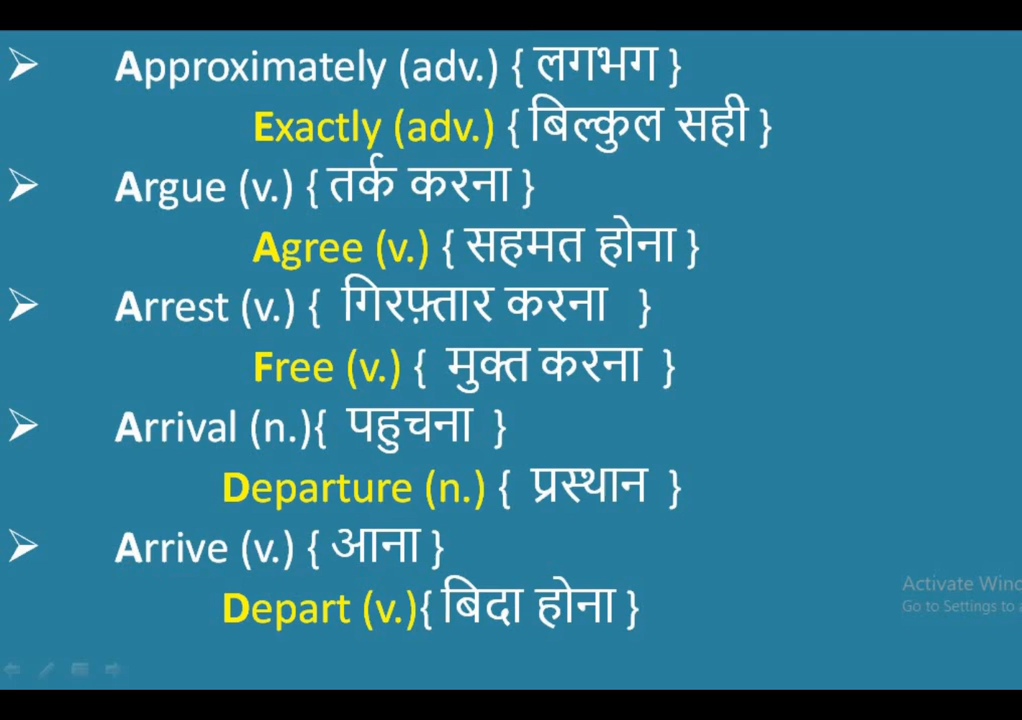 Approximately (adv.) { लगभग }
Exactly (adv.) { बिल्कुल सही }
Argue (v.) { तर्क करना }
Agree (v.) { सहमत होना }
Arrest (v.) { गिरफ़्तार करना }
Free (v.) { मुक्त करना }
Arrival (n.){ पहुचना }
Departure (n.) { प्रस्थान }
Arrive (v.) { आना }
Depart (v.){ बिदा होना }
Activate Wind
Go to Settings to